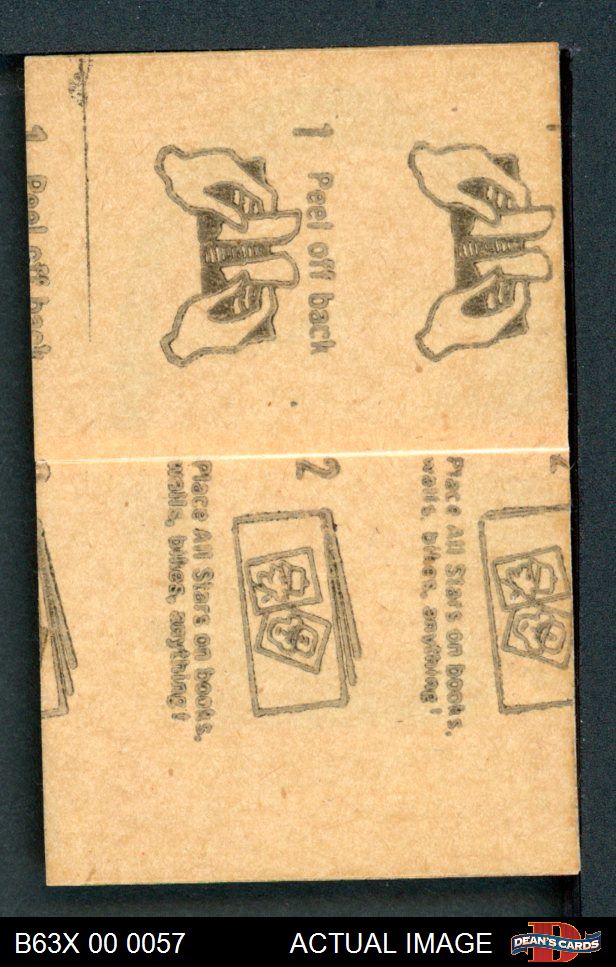 1 Peel off back
1 Peel off back
2
Place All Stars on books,
walls, bikes, anything!
2
Place All Stars on books,
walls, bikes, anything!
B63X 00 0057
ACTUAL IMAGE
D
DEAN'S CARDS